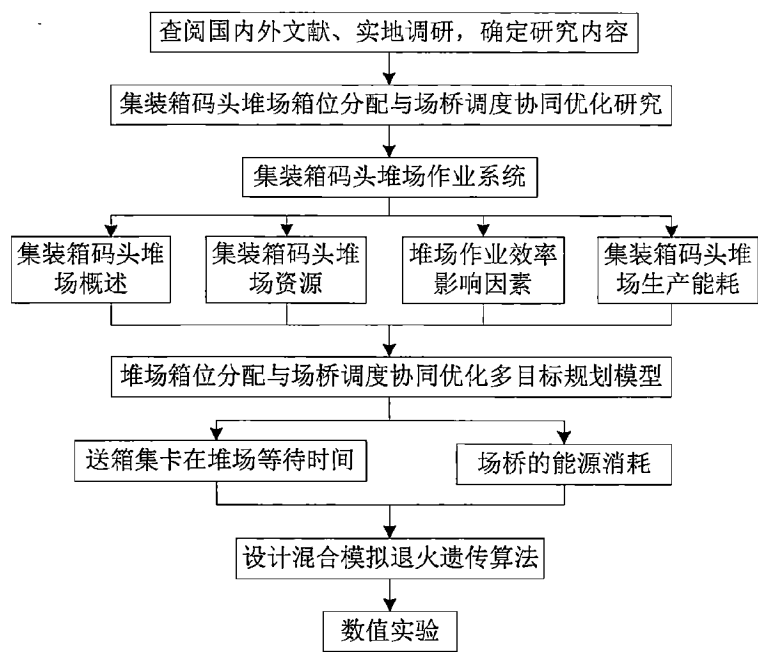 查阅国内外文献、实地调研，确定研究内容
集装箱码头堆场箱位分配与场桥调度协同优化研究
集装箱码头堆场作业系统
集装箱码头堆
场概述
集装箱码头堆
场资源
堆场作业效率
影响因素
集装箱码头堆
场生产能耗
堆场箱位分配与场桥调度协同优化多目标规划模型
送箱集卡在堆场等待时间
场桥的能源消耗
设计混合模拟退火遗传算法
数值实验